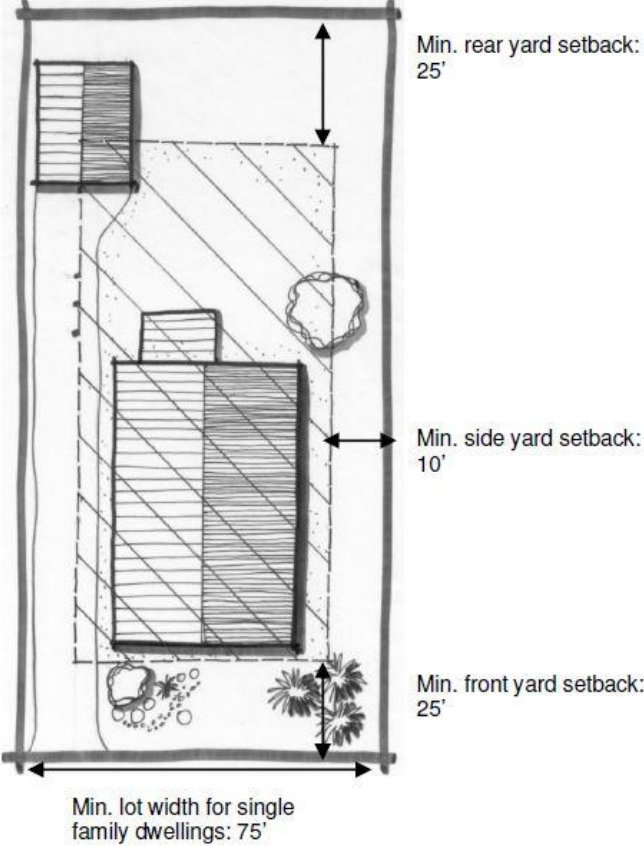 Min. rear yard setback:
25’
Min. side yard setback:
10’
Min. front yard setback:
25’
Min. lot width for single
family dwellings: 75’